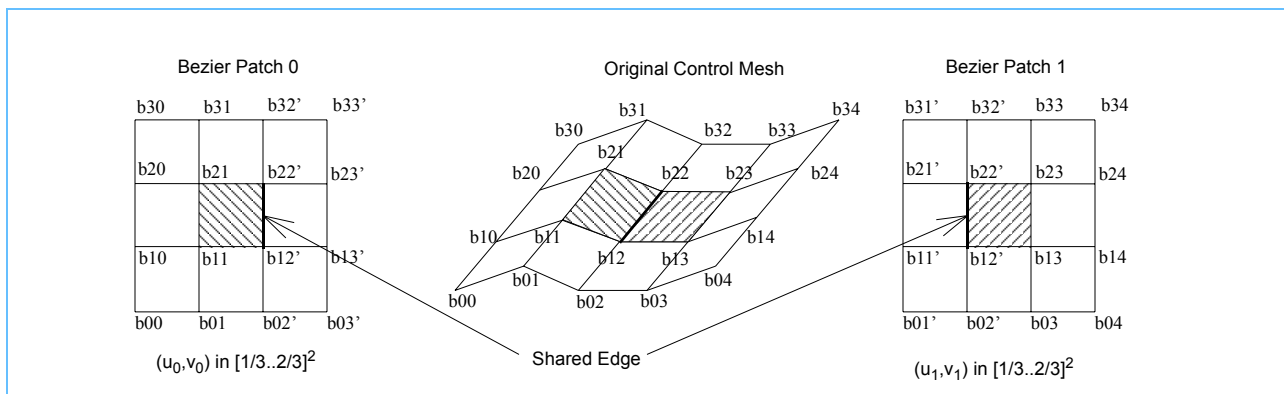 Bezier Patch 0
b30 b31 b32’ b33’
b20 b21 b22’ b23’
b10 b11 b12’ b13’
b00 b01 b02’ b03’
(u0,v0) in [1/3..2/3]2
Original Control Mesh
b34
b31
b30 b32 b33
b21
b20 b22 b23 b24
b10 b11 b14
b12 b13
b01 b04
b00 b02 b03
Shared Edge
Bezier Patch 1
b31’ b32’ b33 b34
b21’ b22’ b23 b24
b11’ b12’ b13 b14
b01’ b02’ b03 b04
(u1,v1) in [1/3..2/3]2